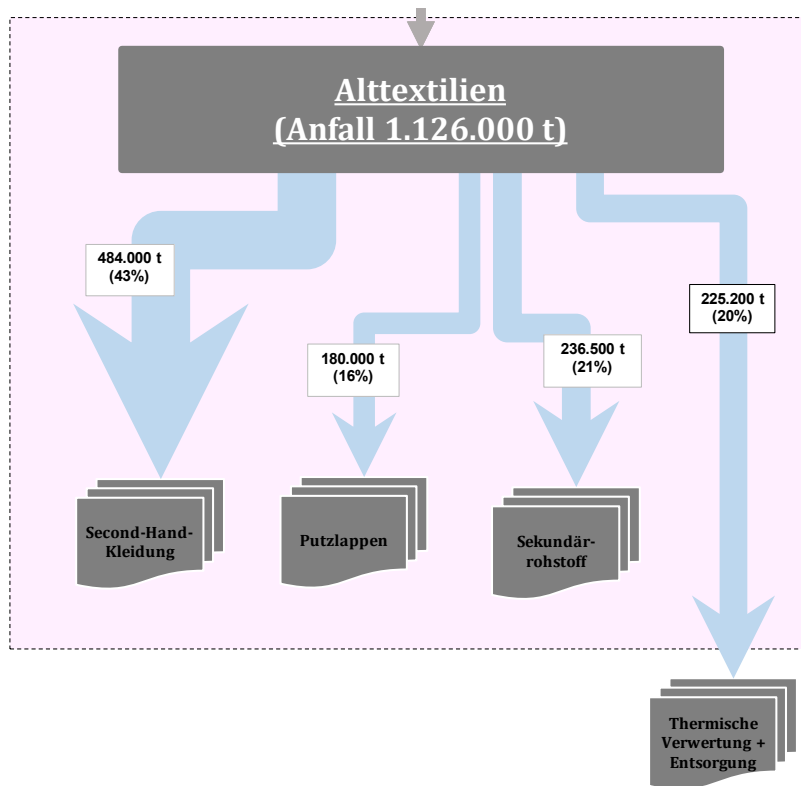 Alttextilien
(Anfall 1.126.000 t)
484.000 t
(43%)
180.000 t
(16%)
236.500 t
(21%)
225.200 t
(20%)
Second-Hand-
Kleidung
Putzlappen
Sekundär-
rohstoff
Thermische
Verwertung +
Entsorgung